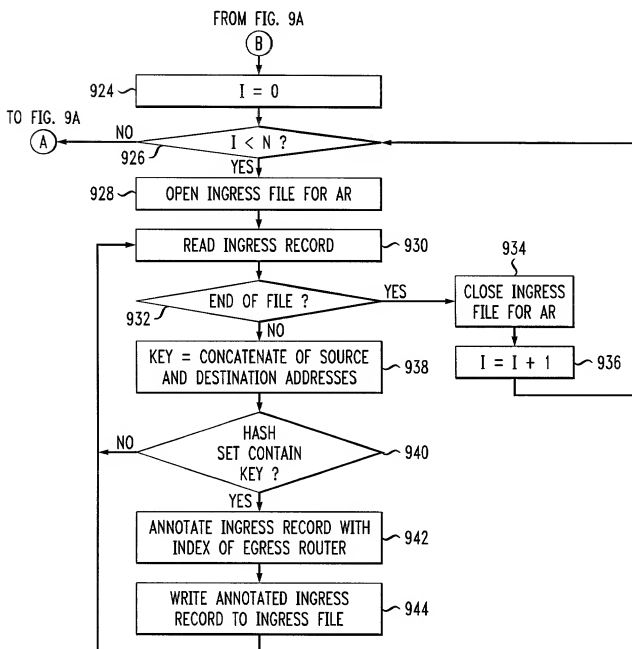 FROM FIG. 9A
B
924
I = 0
TO FIG. 9A
A
NO
926
I < N ?
YES
928
OPEN INGRESS FILE FOR AR
READ INGRESS RECORD
930
932
END OF FILE ?
YES
934
CLOSE INGRESS
FILE FOR AR
NO
I = I + 1
936
KEY = CONCATENATE OF SOURCE
AND DESTINATION ADDRESSES
938
NO
HASH
SET CONTAIN
KEY ?
940
YES
ANNOTATE INGRESS RECORD WITH
INDEX OF EGRESS ROUTER
942
WRITE ANNOTATED INGRESS
RECORD TO INGRESS FILE
944